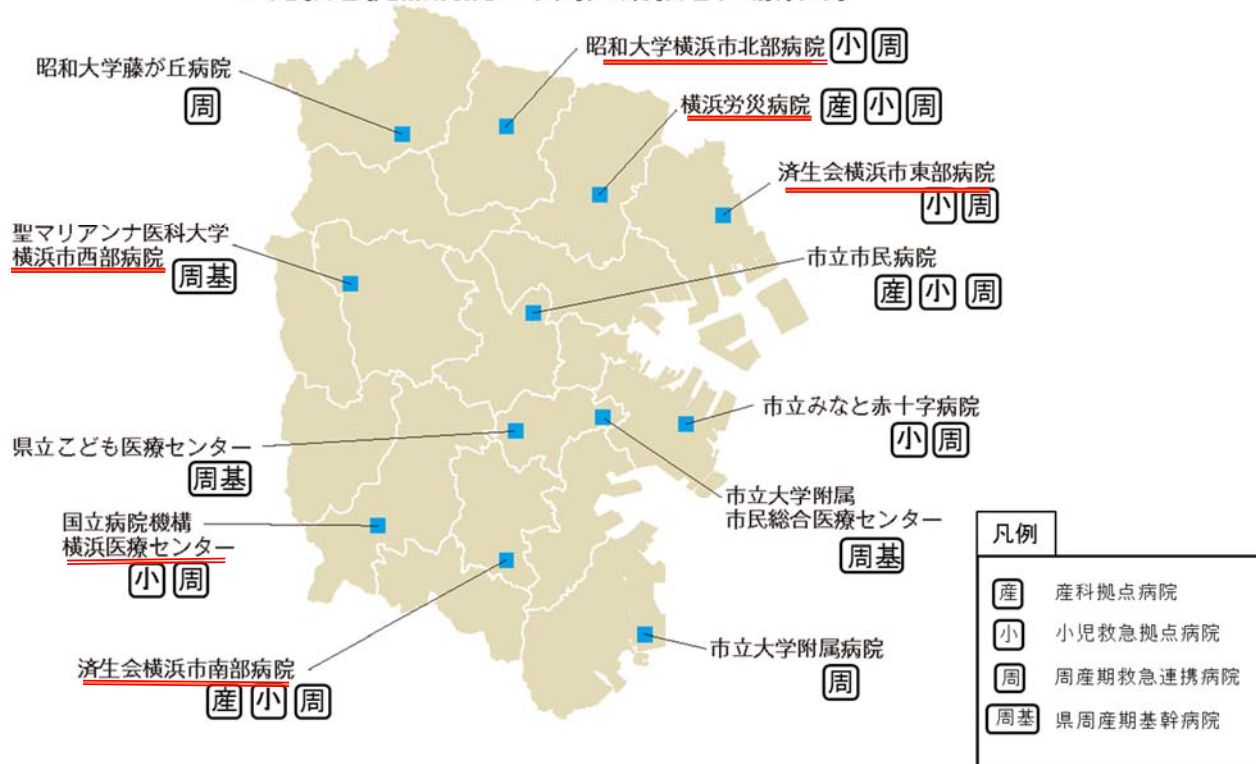 昭和大学横浜市北部病院 小 周
昭和大学藤が丘病院
周
横浜労災病院 産 小 周
済生会横浜市東部病院
小 周
聖マリアンナ医科大学
横浜市西部病院 周基
市立市民病院
産 小 周
市立みなと赤十字病院
小 周
県立こども医療センター
周基
市立大学附属
市民総合医療センター
周基
国立病院機構
横浜医療センター
小 周
済生会横浜市南部病院
産 小 周
市立大学附属病院
周
凡例
産 産科拠点病院
小 小児救急拠点病院
周 周産期救急連携病院
周基 県周産期基幹病院